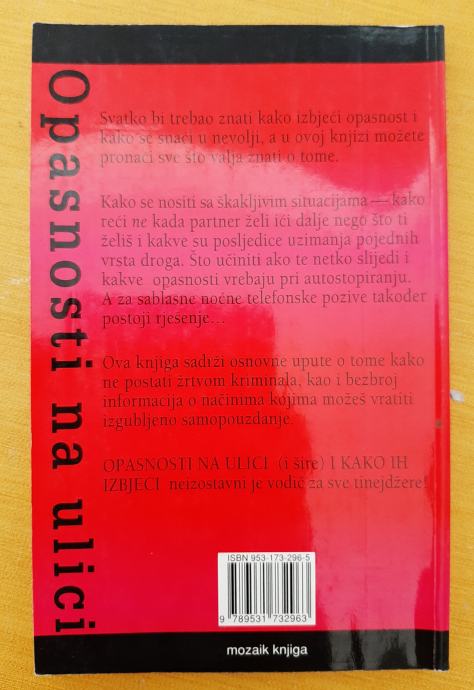 Opasnosti na ulici
Svatko bi trebao znati kako izbjeći opasnost i
kako se snaći u nevolji, a u ovoj knjizi možete
pronaći sve što valja znati o tome.
Kako se nositi sa škakljivim situacijama — kako
reći ne kada partner želi ići dalje nego što ti
želiš i kakve su posljedice uzimanja pojednih
vrsta droga. Što učiniti ako te netko slijedi i
kakve opasnosti vrebaju pri autostopiranju.
A za sablasne noćne telefonske pozive također
postoji rješenje...
Ova knjiga sadrži osnovne upute o tome kako
ne postati žrtvom kriminala, kao i bezbroj
informacija o načinima kojima možeš vratiti
izgubljeno samopouzdanje.
OPASNOSTI NA ULICI (i šire) I KAKO IH
IZBJEĆI neizostavni je vodič za sve tinejdžere!
ISBN 953-173-296-5
9 789531 732963
mozaik knjiga